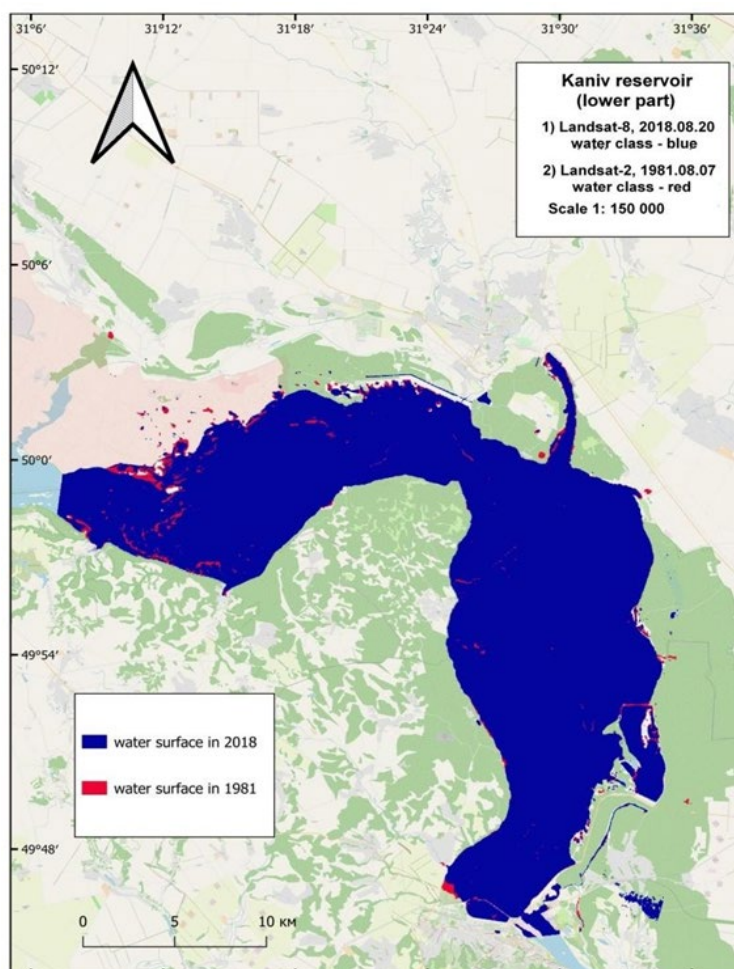 31°6′ 31°12′ 31°18′ 31°24′ 31°30′ 31°36′
50°12′
Kaniv reservoir
(lower part)
1) Landsat-8, 2018.08.20
water class - blue
2) Landsat-2, 1981.08.07
water class - red
Scale 1: 150 000
50°6′
50°0′
49°54′
water surface in 2018
water surface in 1981
49°48′
0 5 10 км